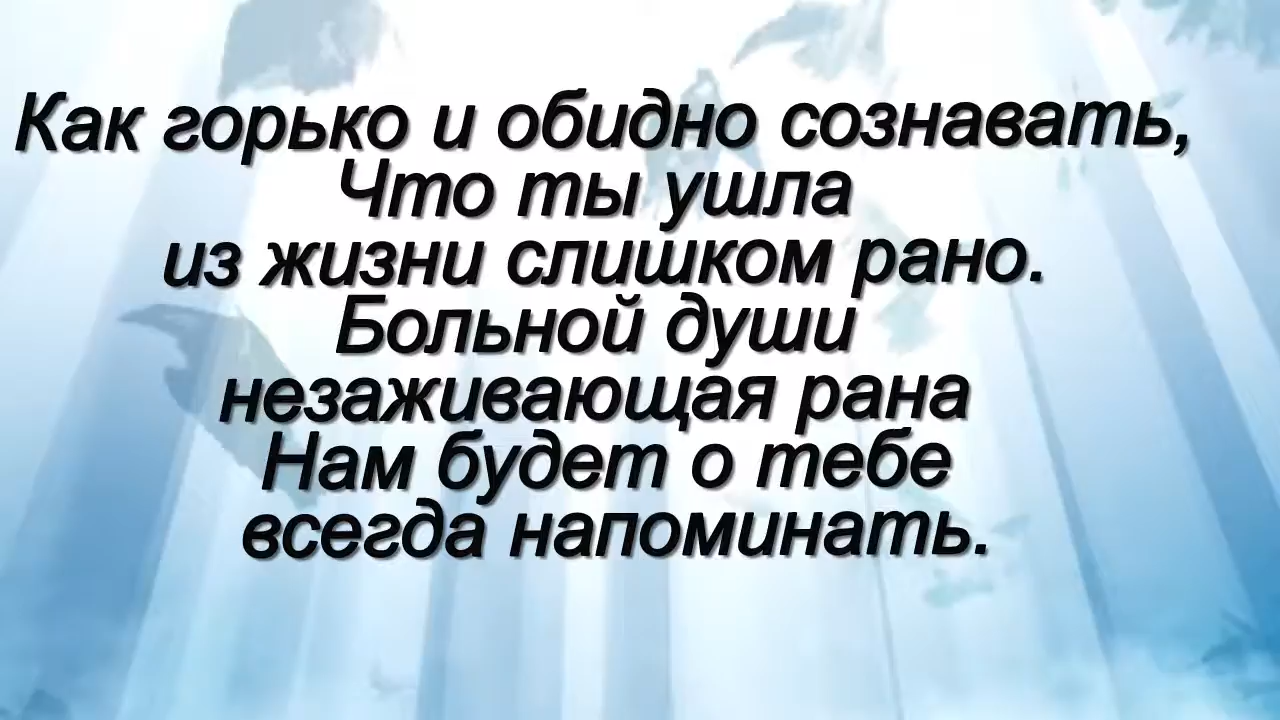 Как горько и обидно сознавать,
Что ты ушла
из жизни слишком рано.
Больной души
незаживающая рана
Нам будет о тебе
всегда напоминать.